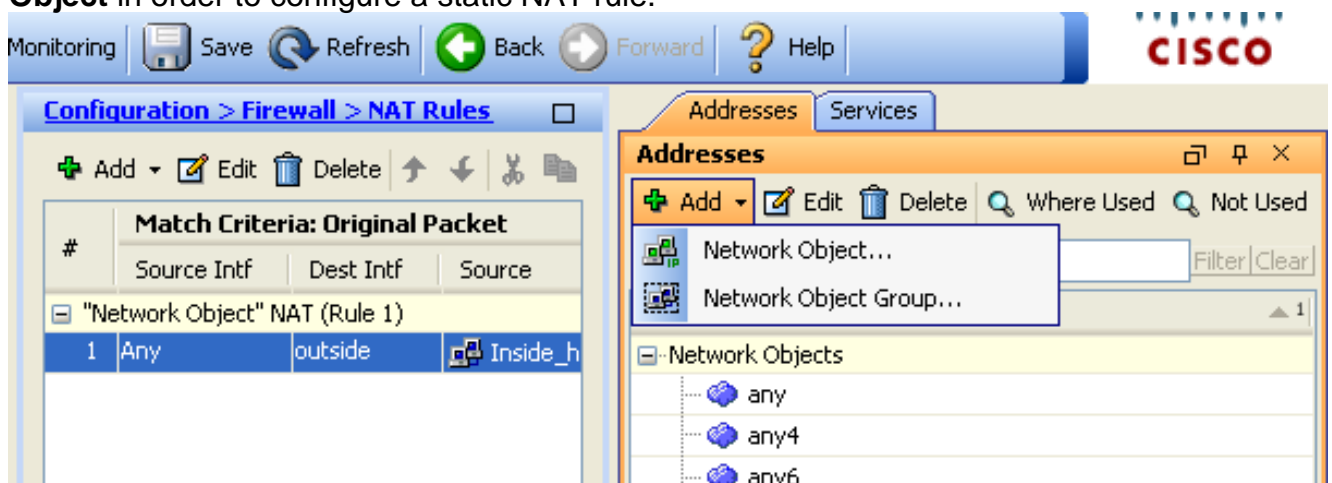 Object in order to configure a static NAT rule.
Monitoring Save Refresh Back Forward Help
CISCO
Configuration > Firewall > NAT Rules
Add Edit Delete
# Match Criteria: Original Packet
Source Intf Dest Intf Source
"Network Object" NAT (Rule 1)
1 Any outside Inside_h
Addresses Services
Addresses
Add Edit Delete Where Used Not Used
Network Object...
Filter Clear
Network Object Group...
1
Network Objects
any
any4
any6